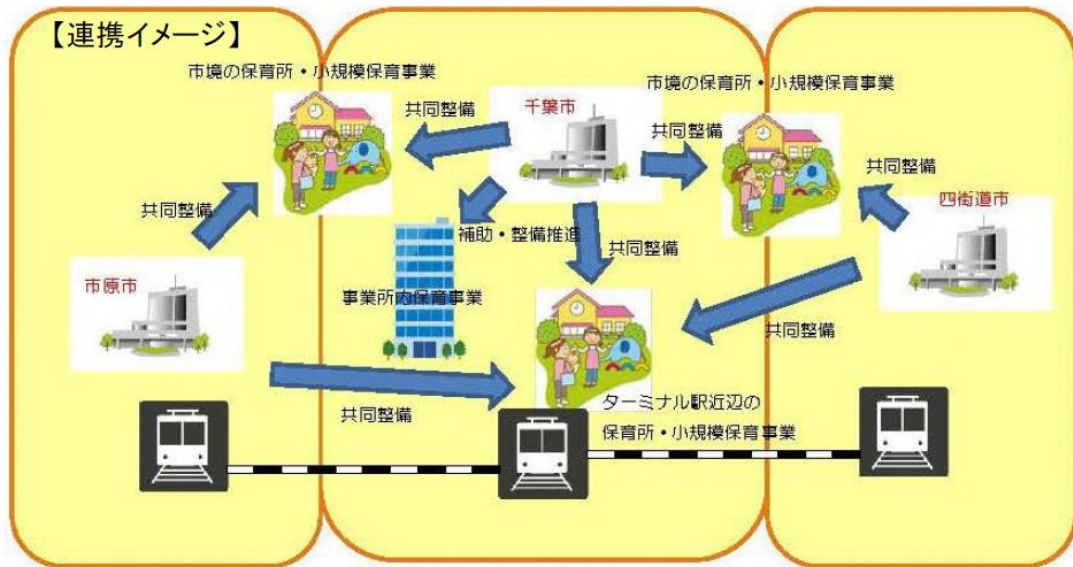 【連携イメージ】
市境の保育所・小規模保育事業
千葉市
市境の保育所・小規模保育事業
共同整備
共同整備
共同整備
四街道市
共同整備
補助・整備推進
共同整備
市原市
事業所内保育事業
共同整備
共同整備
ターミナル駅近辺の
保育所・小規模保育事業